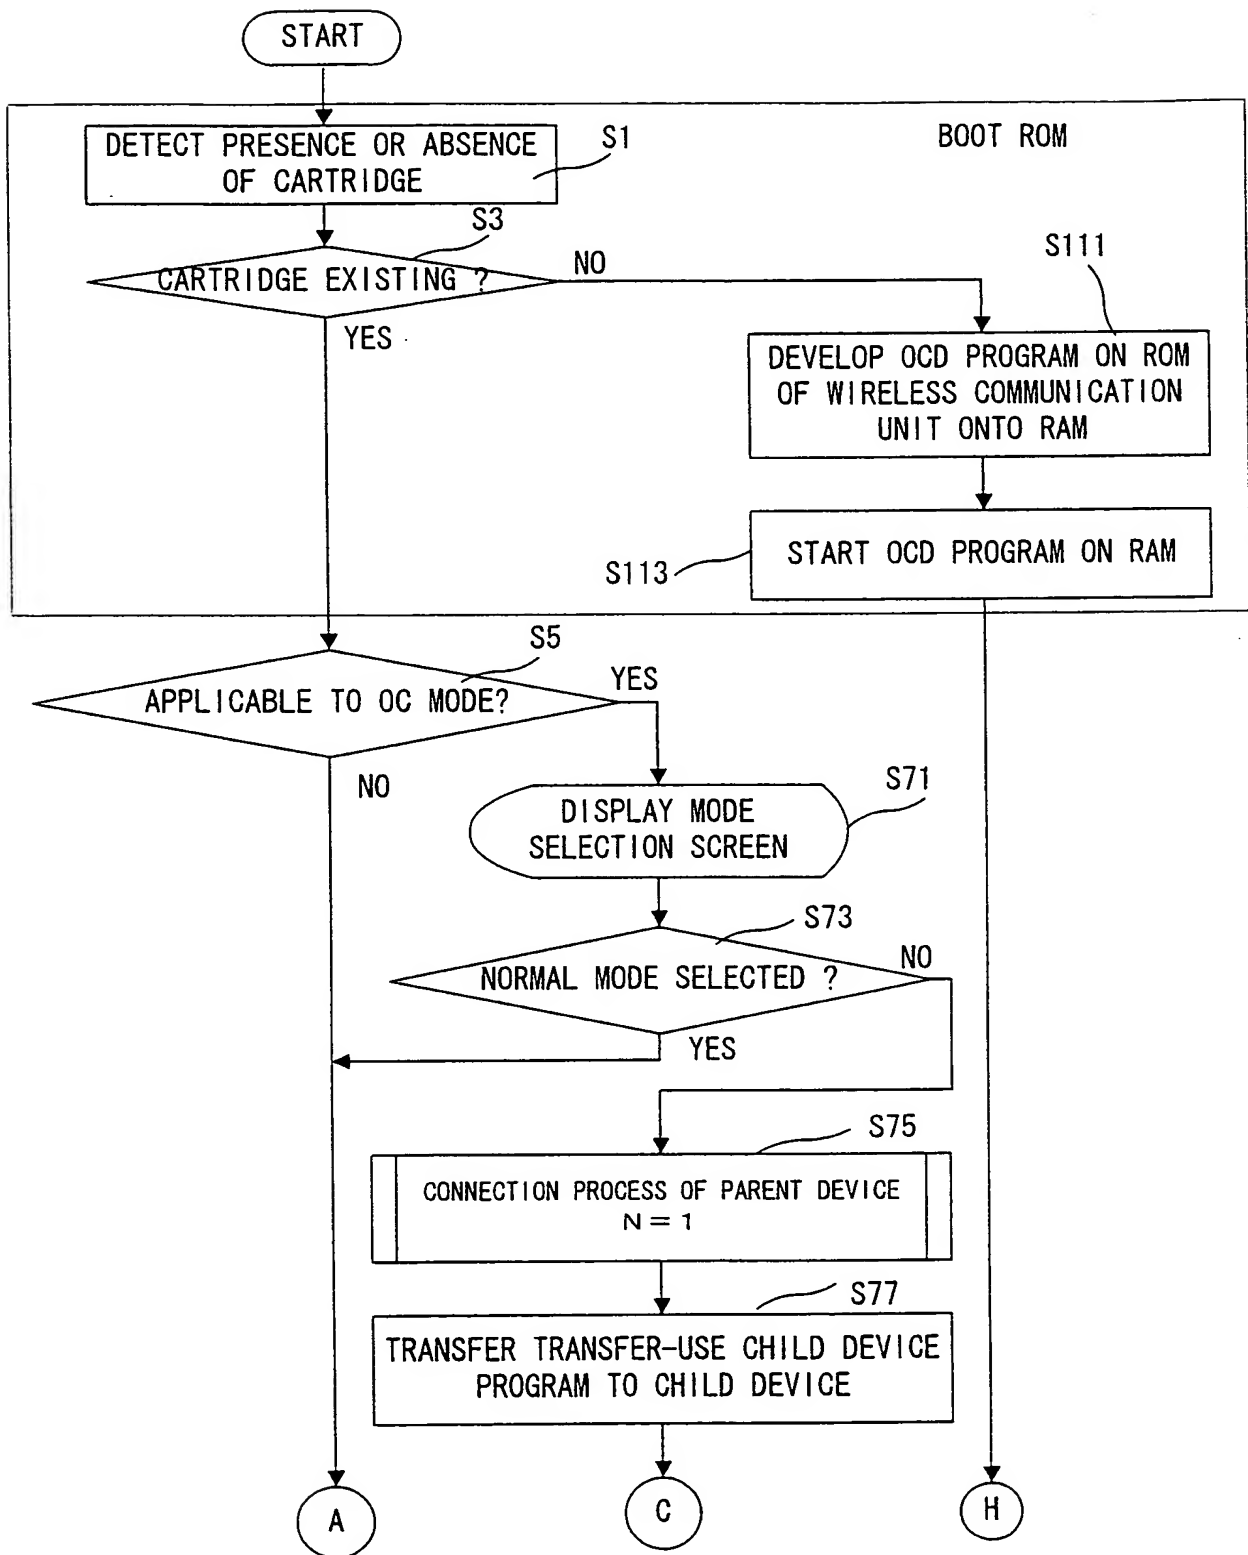 START
BOOT ROM
DETECT PRESENCE OR ABSENCE
OF CARTRIDGE
S1
S3
CARTRIDGE EXISTING ?
NO
YES
S111
DEVELOP OCD PROGRAM ON ROM
OF WIRELESS COMMUNICATION
UNIT ONTO RAM
START OCD PROGRAM ON RAM
S113
S5
APPLICABLE TO OC MODE?
YES
NO
S71
DISPLAY MODE
SELECTION SCREEN
S73
NORMAL MODE SELECTED ?
NO
YES
S75
CONNECTION PROCESS OF PARENT DEVICE
N = 1
S77
TRANSFER TRANSFER-USE CHILD DEVICE
PROGRAM TO CHILD DEVICE
A
C
H